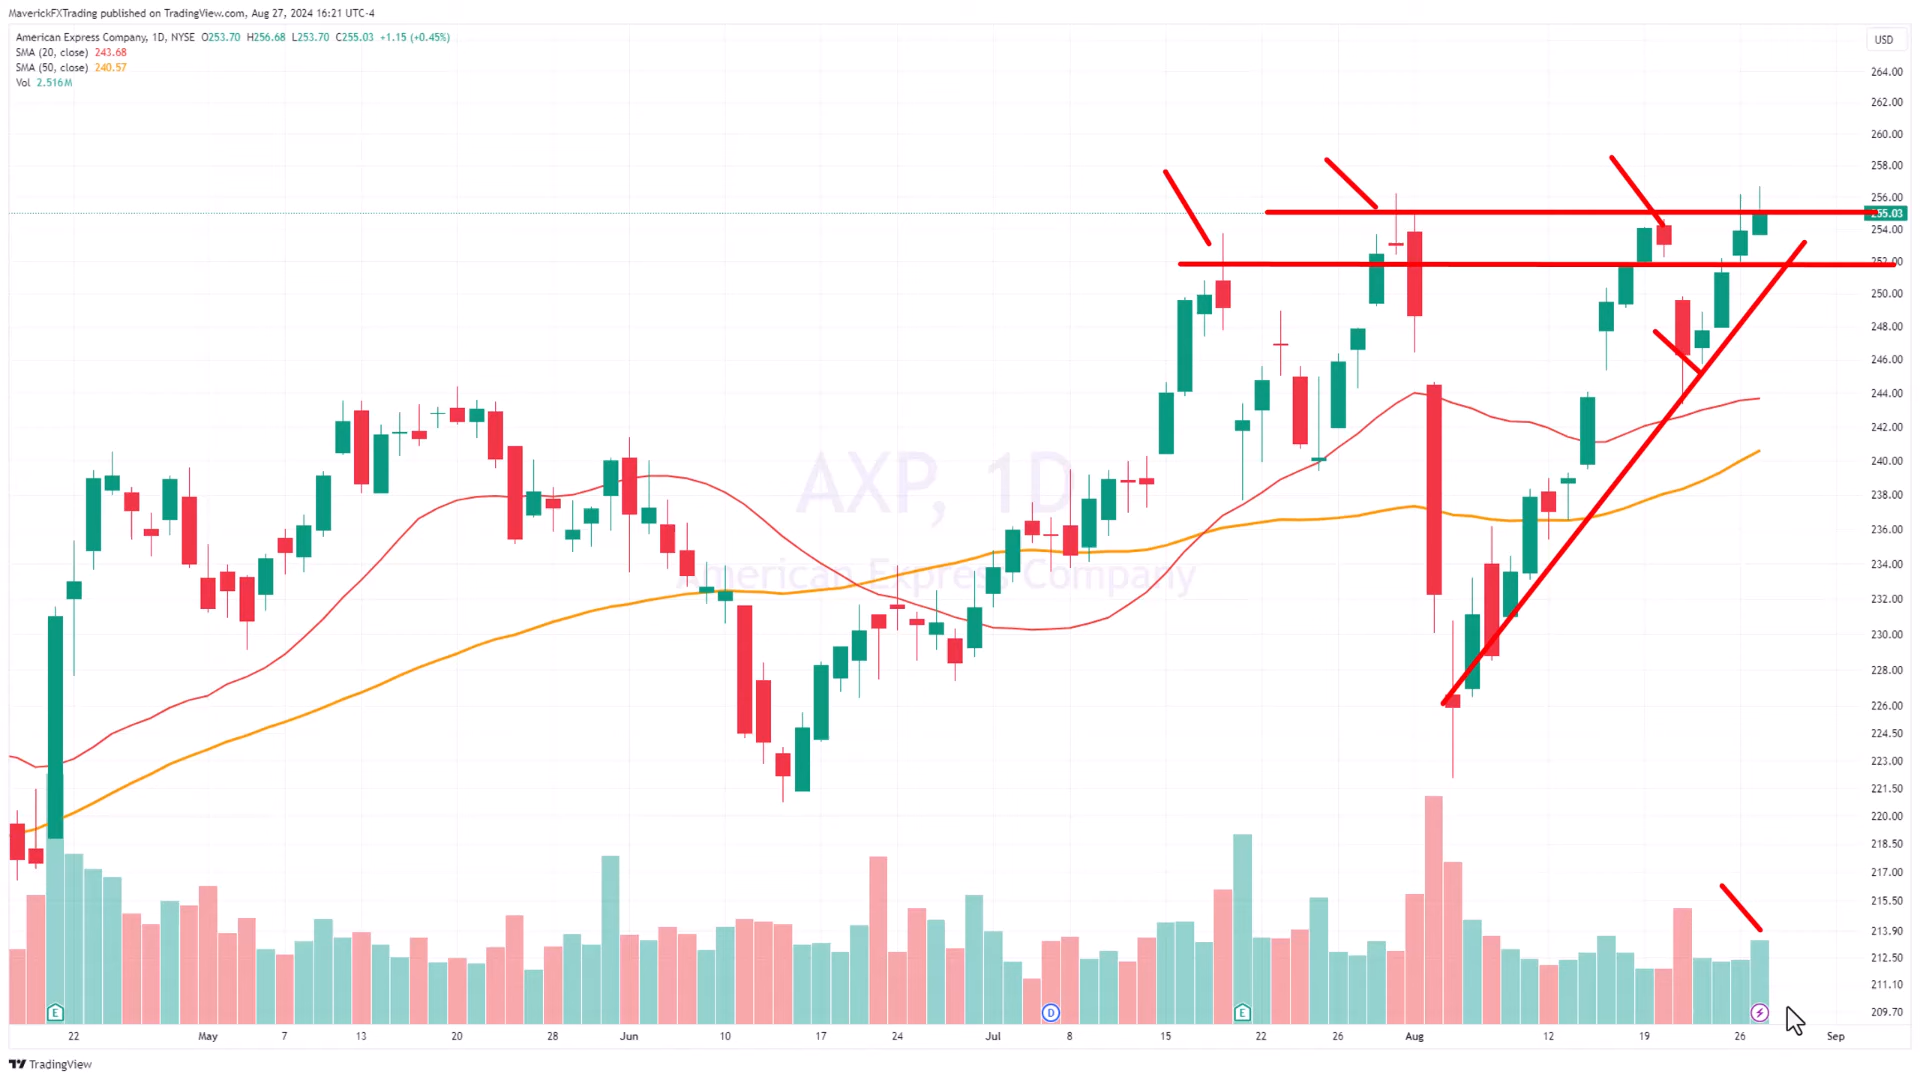 MaverickFXTrading published on TradingView.com, Aug 27, 2024 16:21 UTC-4
American Express Company, 1D, NYSE O253.70 H256.68 L253.70 C255.03 +1.15 (+0.45%)
SMA (20, close) 243.68
SMA (50, close) 240.57
Vol 2.516M
USD
264.00
262.00
260.00
258.00
256.00
255.03
254.00
252.00
250.00
248.00
246.00
244.00
242.00
240.00
238.00
236.00
234.00
232.00
230.00
228.00
226.00
224.50
223.00
221.50
220.00
218.50
217.00
215.50
213.90
212.50
211.10
209.70
AXP, 1D
American Express Company
E D E
22 May 7 13 20 28 Jun 10 17 24 Jul 8 15 22 26 Aug 12 19 26 Sep
TradingView